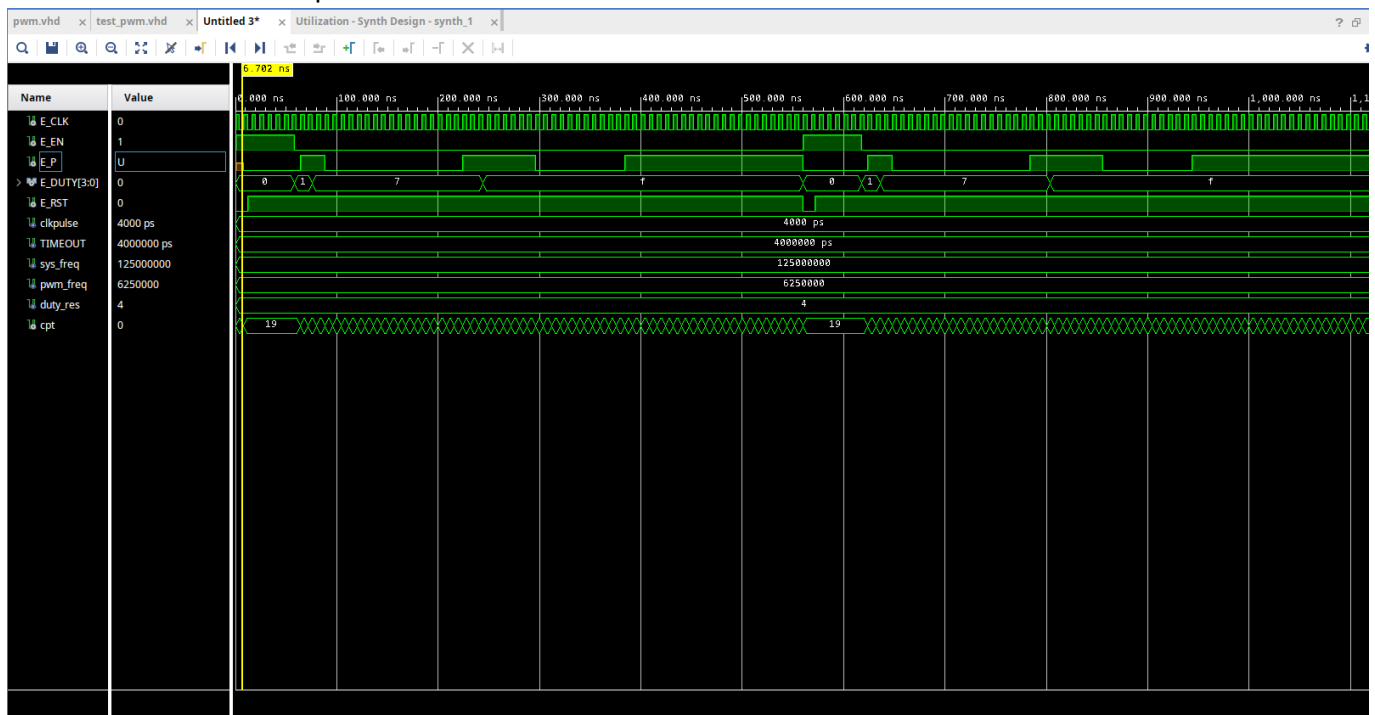 pwm.vhd x test_pwm.vhd x Untitled 3* x Utilization - Synth Design - synth_1 x ?
6.702 ns
Name Value 0.000 ns 100.000 ns 200.000 ns 300.000 ns 400.000 ns 500.000 ns 600.000 ns 700.000 ns 800.000 ns 900.000 ns 1,000.000 ns 1,1
E_CLK 0
E_EN 1
E_P U
E_DUTY[3:0] 0 0 1 7 f 0 1 7 f
E_RST 0
clkpulse 4000 ps 4000 ps
TIMEOUT 4000000 ps 4000000 ps
sys_freq 125000000 125000000
pwm_freq 6250000 6250000
duty_res 4 4
cpt 0 19 19